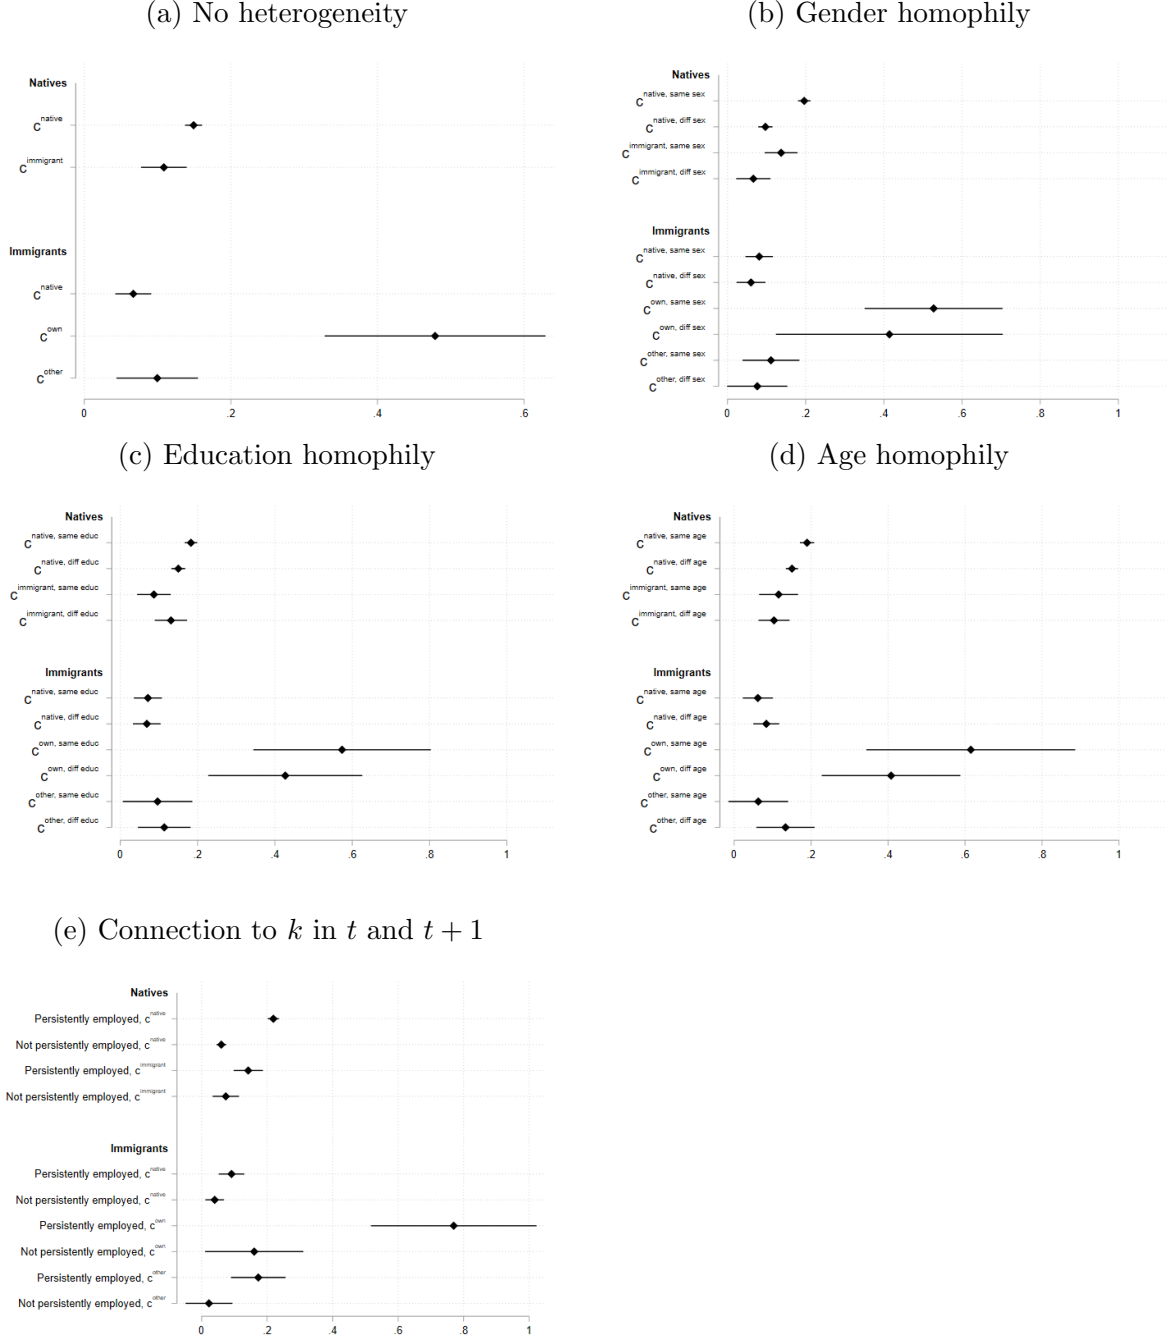 (a) No heterogeneity
Natives
c^native
c^immigrant
Immigrants
c^native
c^own
c^other
0 .2 .4 .6
(b) Gender homophily
Natives
c^native, same sex
c^native, diff sex
c^immigrant, same sex
c^immigrant, diff sex
Immigrants
c^native, same sex
c^native, diff sex
c^own, same sex
c^own, diff sex
c^other, same sex
c^other, diff sex
0 .2 .4 .6 .8 1
(c) Education homophily
Natives
c^native, same educ
c^native, diff educ
c^immigrant, same educ
c^immigrant, diff educ
Immigrants
c^native, same educ
c^native, diff educ
c^own, same educ
c^own, diff educ
c^other, same educ
c^other, diff educ
0 .2 .4 .6 .8 1
(d) Age homophily
Natives
c^native, same age
c^native, diff age
c^immigrant, same age
c^immigrant, diff age
Immigrants
c^native, same age
c^native, diff age
c^own, same age
c^own, diff age
c^other, same age
c^other, diff age
0 .2 .4 .6 .8 1
(e) Connection to k in t and t + 1
Natives
Persistently employed, c^native
Not persistently employed, c^native
Persistently employed, c^immigrant
Not persistently employed, c^immigrant
Immigrants
Persistently employed, c^native
Not persistently employed, c^native
Persistently employed, c^own
Not persistently employed, c^own
Persistently employed, c^other
Not persistently employed, c^other
0 .2 .4 .6 .8 1